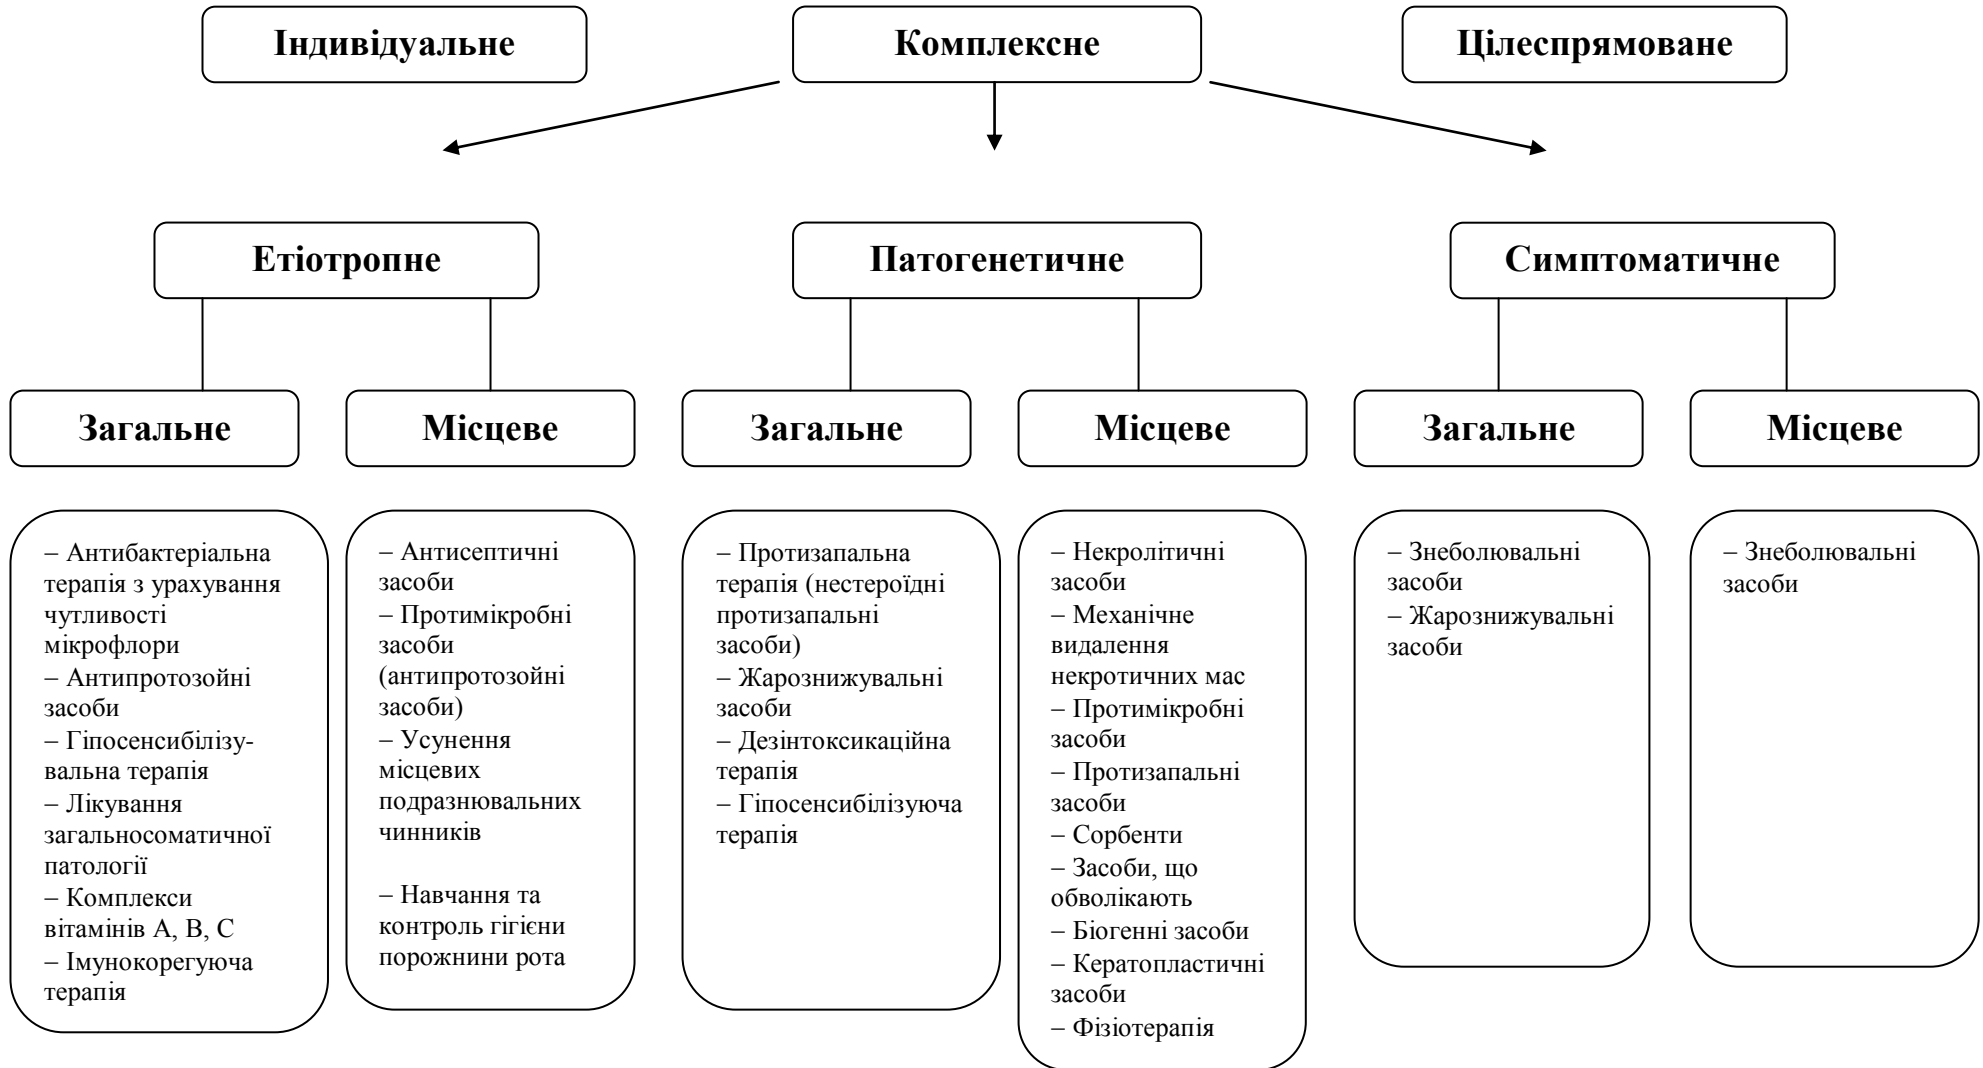 Індивідуальне
Комплексне
Цілеспрямоване
Етіотропне
Патогенетичне
Симптоматичне
Загальне
Місцеве
Загальне
Місцеве
Загальне
Місцеве
– Антибактеріальна
терапія з урахування
чутливості
мікрофлори
– Антипротозойні
засоби
– Гіпосенсибілізу-
вальна терапія
– Лікування
загальносоматичної
патології
– Комплекси
вітамінів А, В, С
– Імунокорегуюча
терапія
– Антисептичні
засоби
– Протимікробні
засоби
(антипротозойні
засоби)
– Усунення
місцевих
подразнювальних
чинників
– Навчання та
контроль гігієни
порожнини рота
– Протизапальна
терапія (нестероїдні
протизапальні
засоби)
– Жарознижувальні
засоби
– Дезінтоксикаційна
терапія
– Гіпосенсибілізуюча
терапія
– Некролітичні
засоби
– Механічне
видалення
некротичних мас
– Протимікробні
засоби
– Протизапальні
засоби
– Сорбенти
– Засоби, що
обволікають
– Біогенні засоби
– Кератопластичні
засоби
– Фізіотерапія
– Знеболювальні
засоби
– Жарознижувальні
засоби
– Знеболювальні
засоби